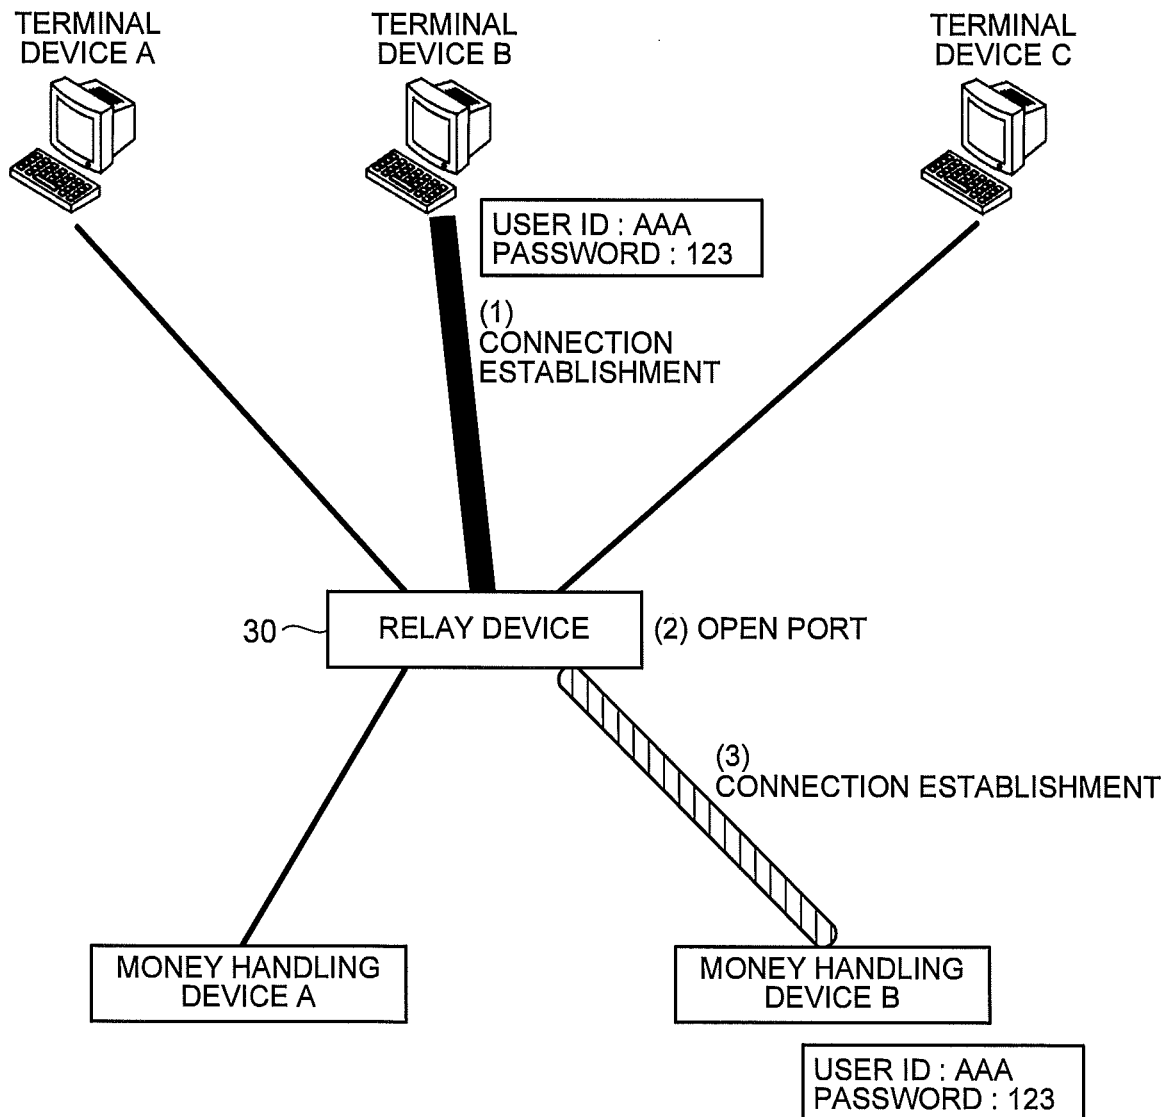 TERMINAL
DEVICE A
TERMINAL
DEVICE B
TERMINAL
DEVICE C
USER ID : AAA
PASSWORD : 123
(1)
CONNECTION
ESTABLISHMENT
30
RELAY DEVICE
(2) OPEN PORT
(3)
CONNECTION ESTABLISHMENT
MONEY HANDLING
DEVICE A
MONEY HANDLING
DEVICE B
USER ID : AAA
PASSWORD : 123